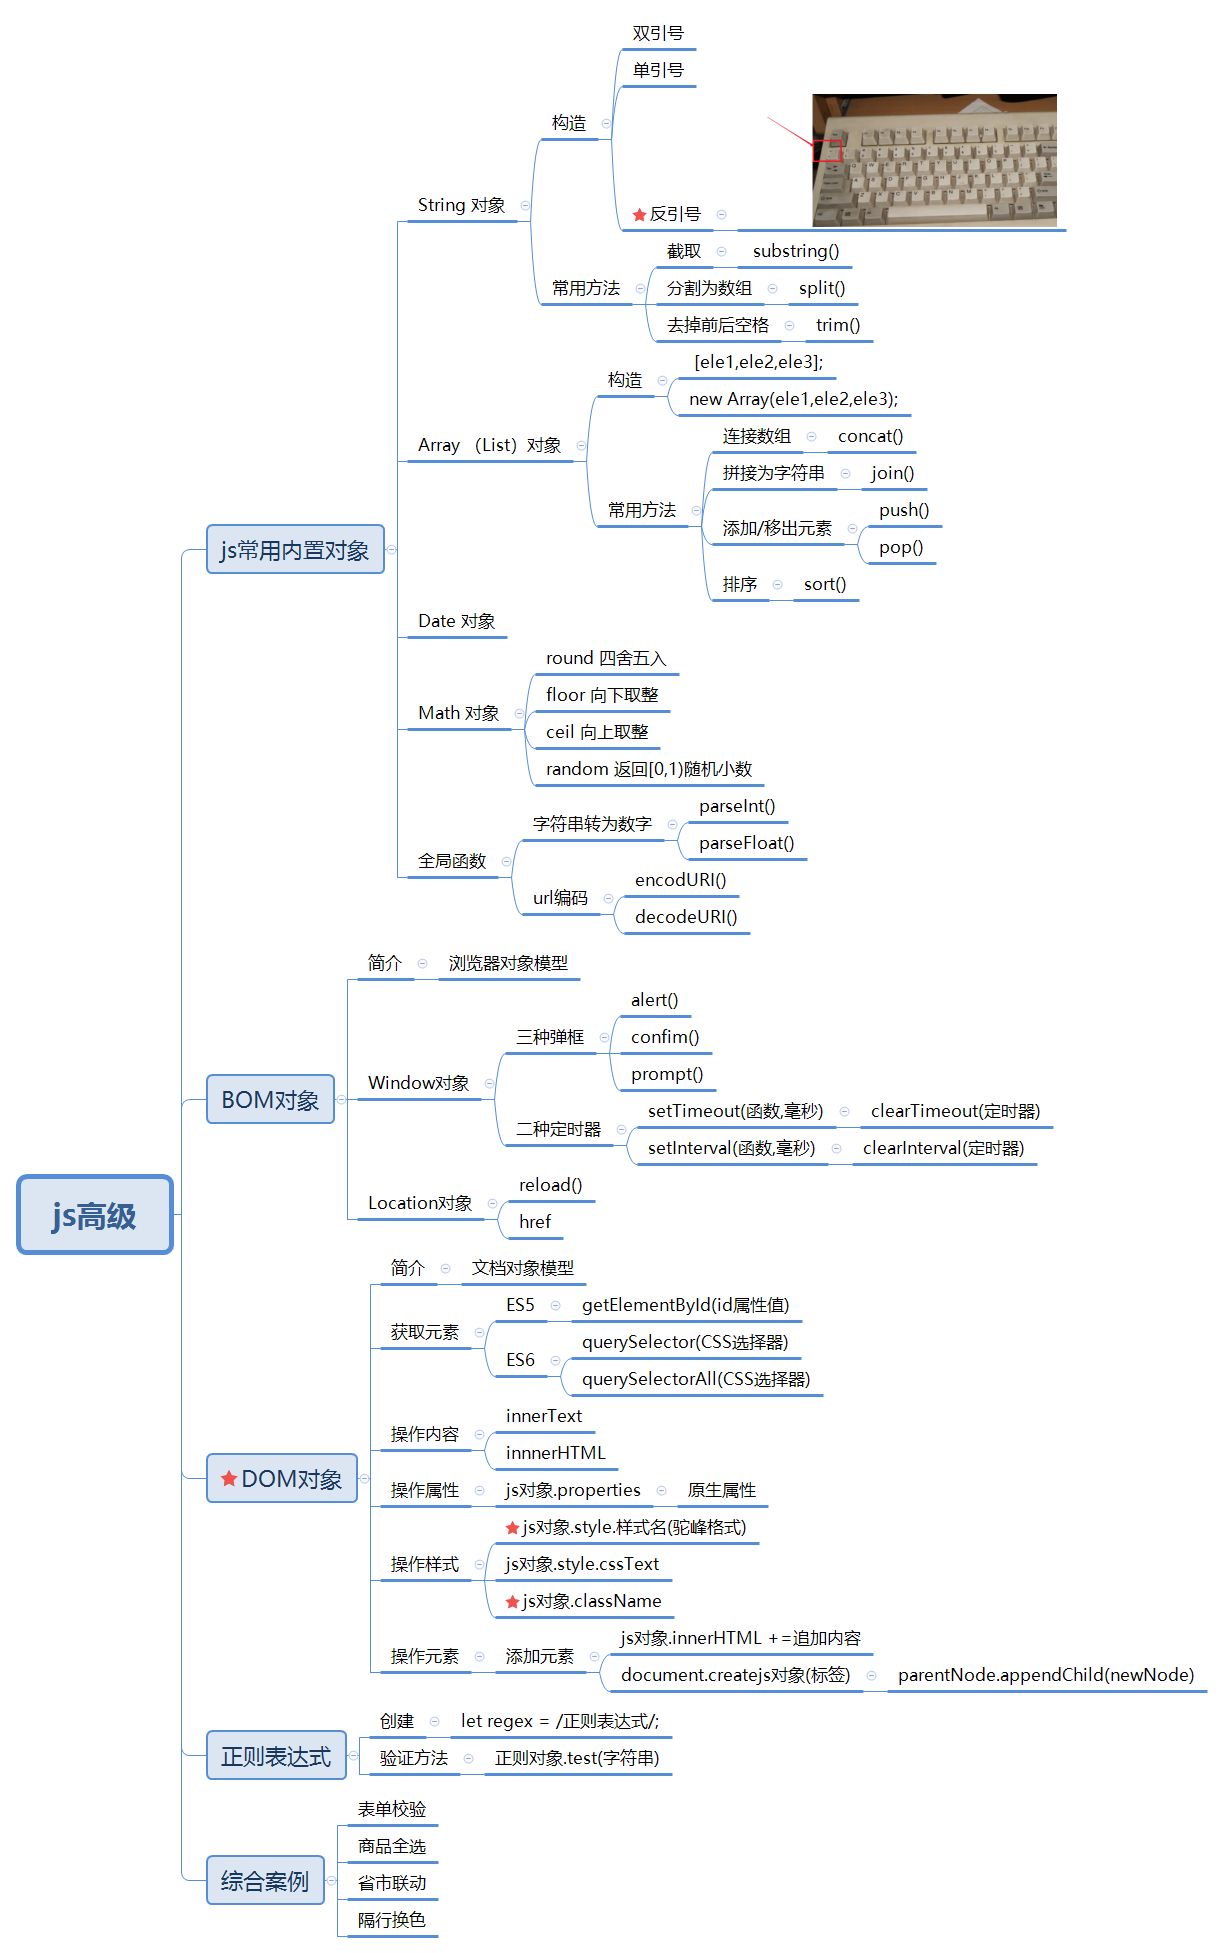 js高级
js常用内置对象
String 对象
构造
双引号
单引号
反引号
常用方法
截取
substring()
分割为数组
split()
去掉前后空格
trim()
Array （List）对象
构造
[ele1,ele2,ele3];
new Array(ele1,ele2,ele3);
常用方法
连接数组
concat()
拼接为字符串
join()
添加/移出元素
push()
pop()
排序
sort()
Date 对象
Math 对象
round 四舍五入
floor 向下取整
ceil 向上取整
random 返回[0,1)随机小数
全局函数
字符串转为数字
parseInt()
parseFloat()
url编码
encodURI()
decodeURI()
BOM对象
简介
浏览器对象模型
Window对象
三种弹框
alert()
confim()
prompt()
二种定时器
setTimeout(函数,毫秒)
clearTimeout(定时器)
setInterval(函数,毫秒)
clearInterval(定时器)
Location对象
reload()
href
DOM对象
简介
文档对象模型
获取元素
ES5
getElementById(id属性值)
ES6
querySelector(CSS选择器)
querySelectorAll(CSS选择器)
操作内容
innerText
innnerHTML
操作属性
js对象.properties
原生属性
操作样式
js对象.style.样式名(驼峰格式)
js对象.style.cssText
js对象.className
操作元素
添加元素
js对象.innerHTML +=追加内容
document.createjs对象(标签)
parentNode.appendChild(newNode)
正则表达式
创建
let regex = /正则表达式/;
验证方法
正则对象.test(字符串)
综合案例
表单校验
商品全选
省市联动
隔行换色